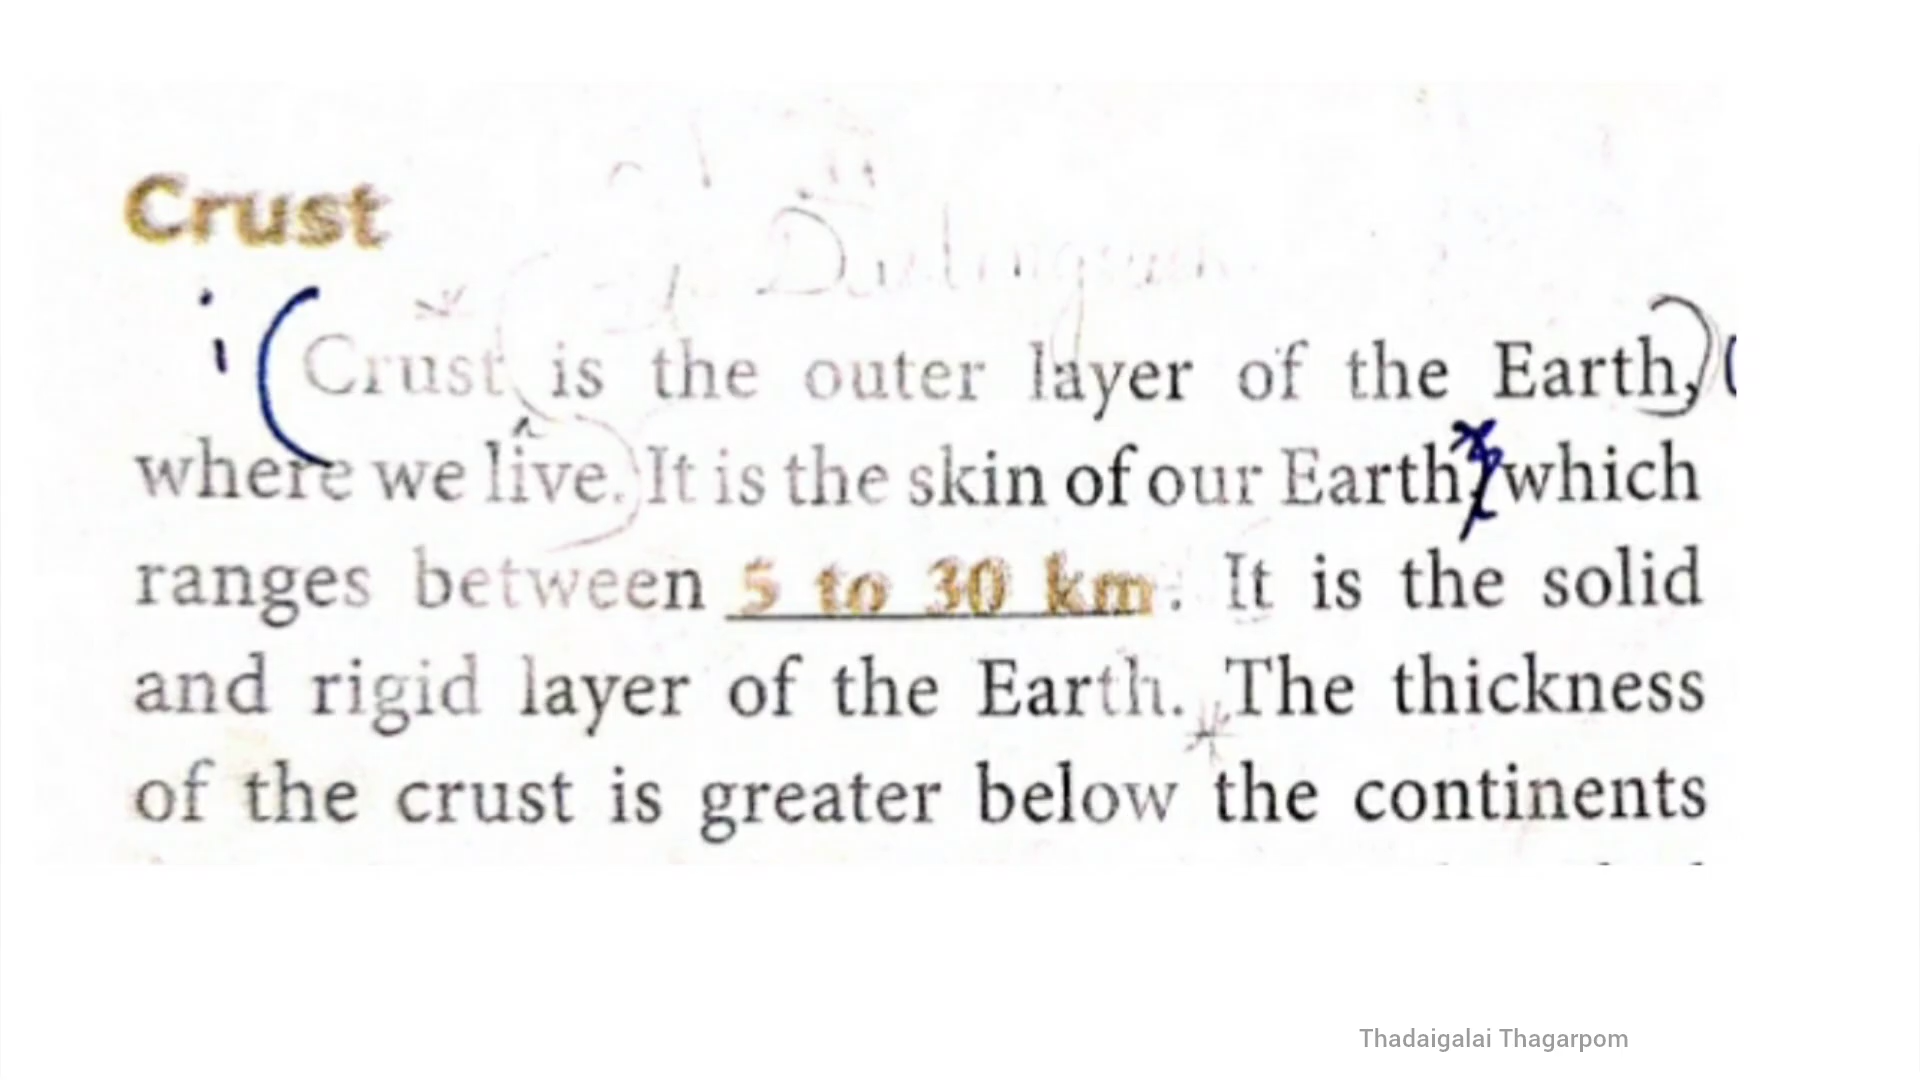 Crust
Crust is the outer layer of the Earth,
where we live. It is the skin of our Earth, which
ranges between 5 to 30 km. It is the solid
and rigid layer of the Earth. The thickness
of the crust is greater below the continents
Thadaigalai Thagarpom